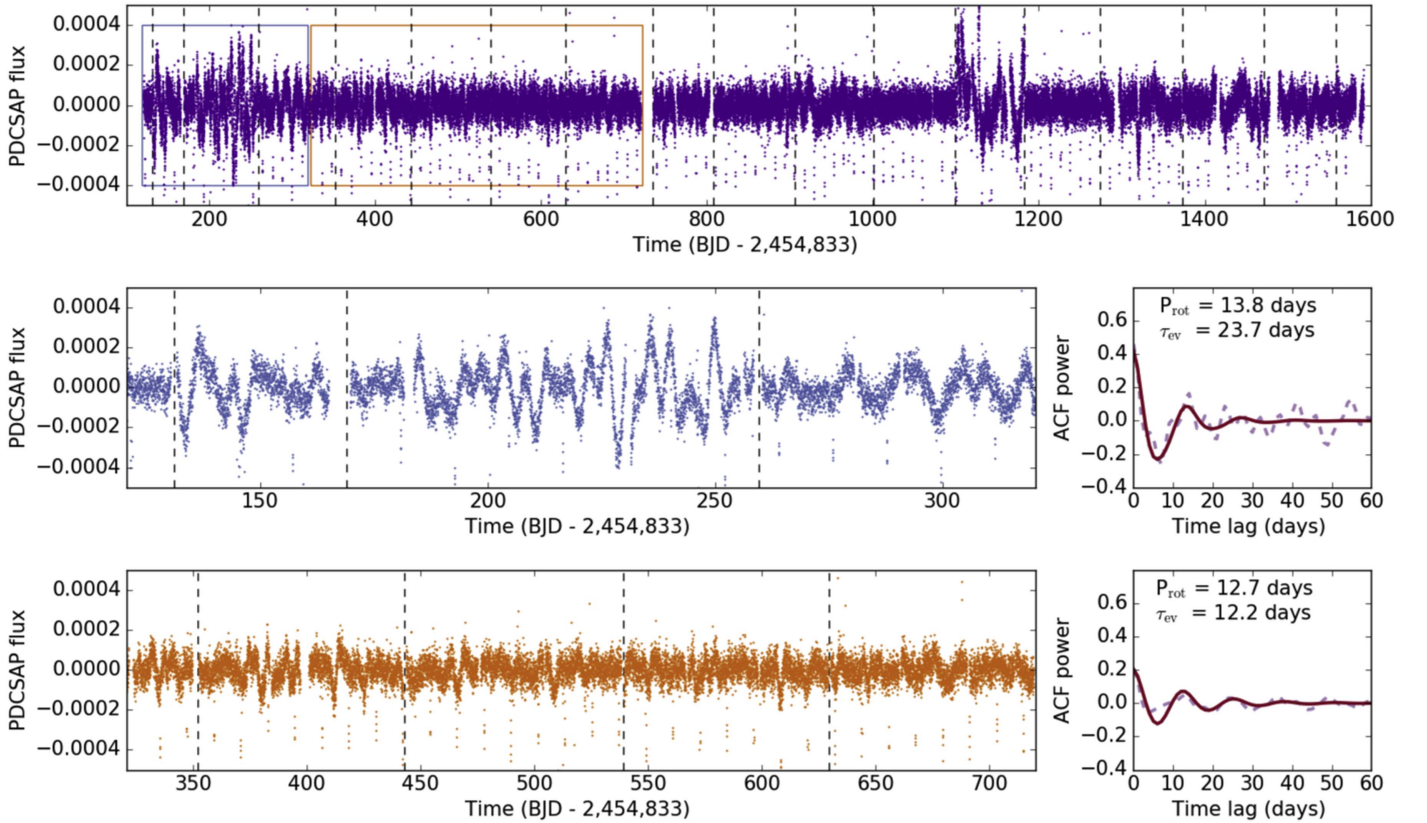 PDCSAP flux
0.0004
0.0002
0.0000
−0.0002
−0.0004
200 400 600 800 1000 1200 1400 1600
Time (BJD - 2,454,833)
PDCSAP flux
0.0004
0.0002
0.0000
−0.0002
−0.0004
150 200 250 300
Time (BJD - 2,454,833)
ACF power
0.6
0.4
0.2
0.0
−0.2
−0.4
P_rot = 13.8 days
τ_ev = 23.7 days
0 10 20 30 40 50 60
Time lag (days)
PDCSAP flux
0.0004
0.0002
0.0000
−0.0002
−0.0004
350 400 450 500 550 600 650 700
Time (BJD - 2,454,833)
ACF power
0.6
0.4
0.2
0.0
−0.2
−0.4
P_rot = 12.7 days
τ_ev = 12.2 days
0 10 20 30 40 50 60
Time lag (days)